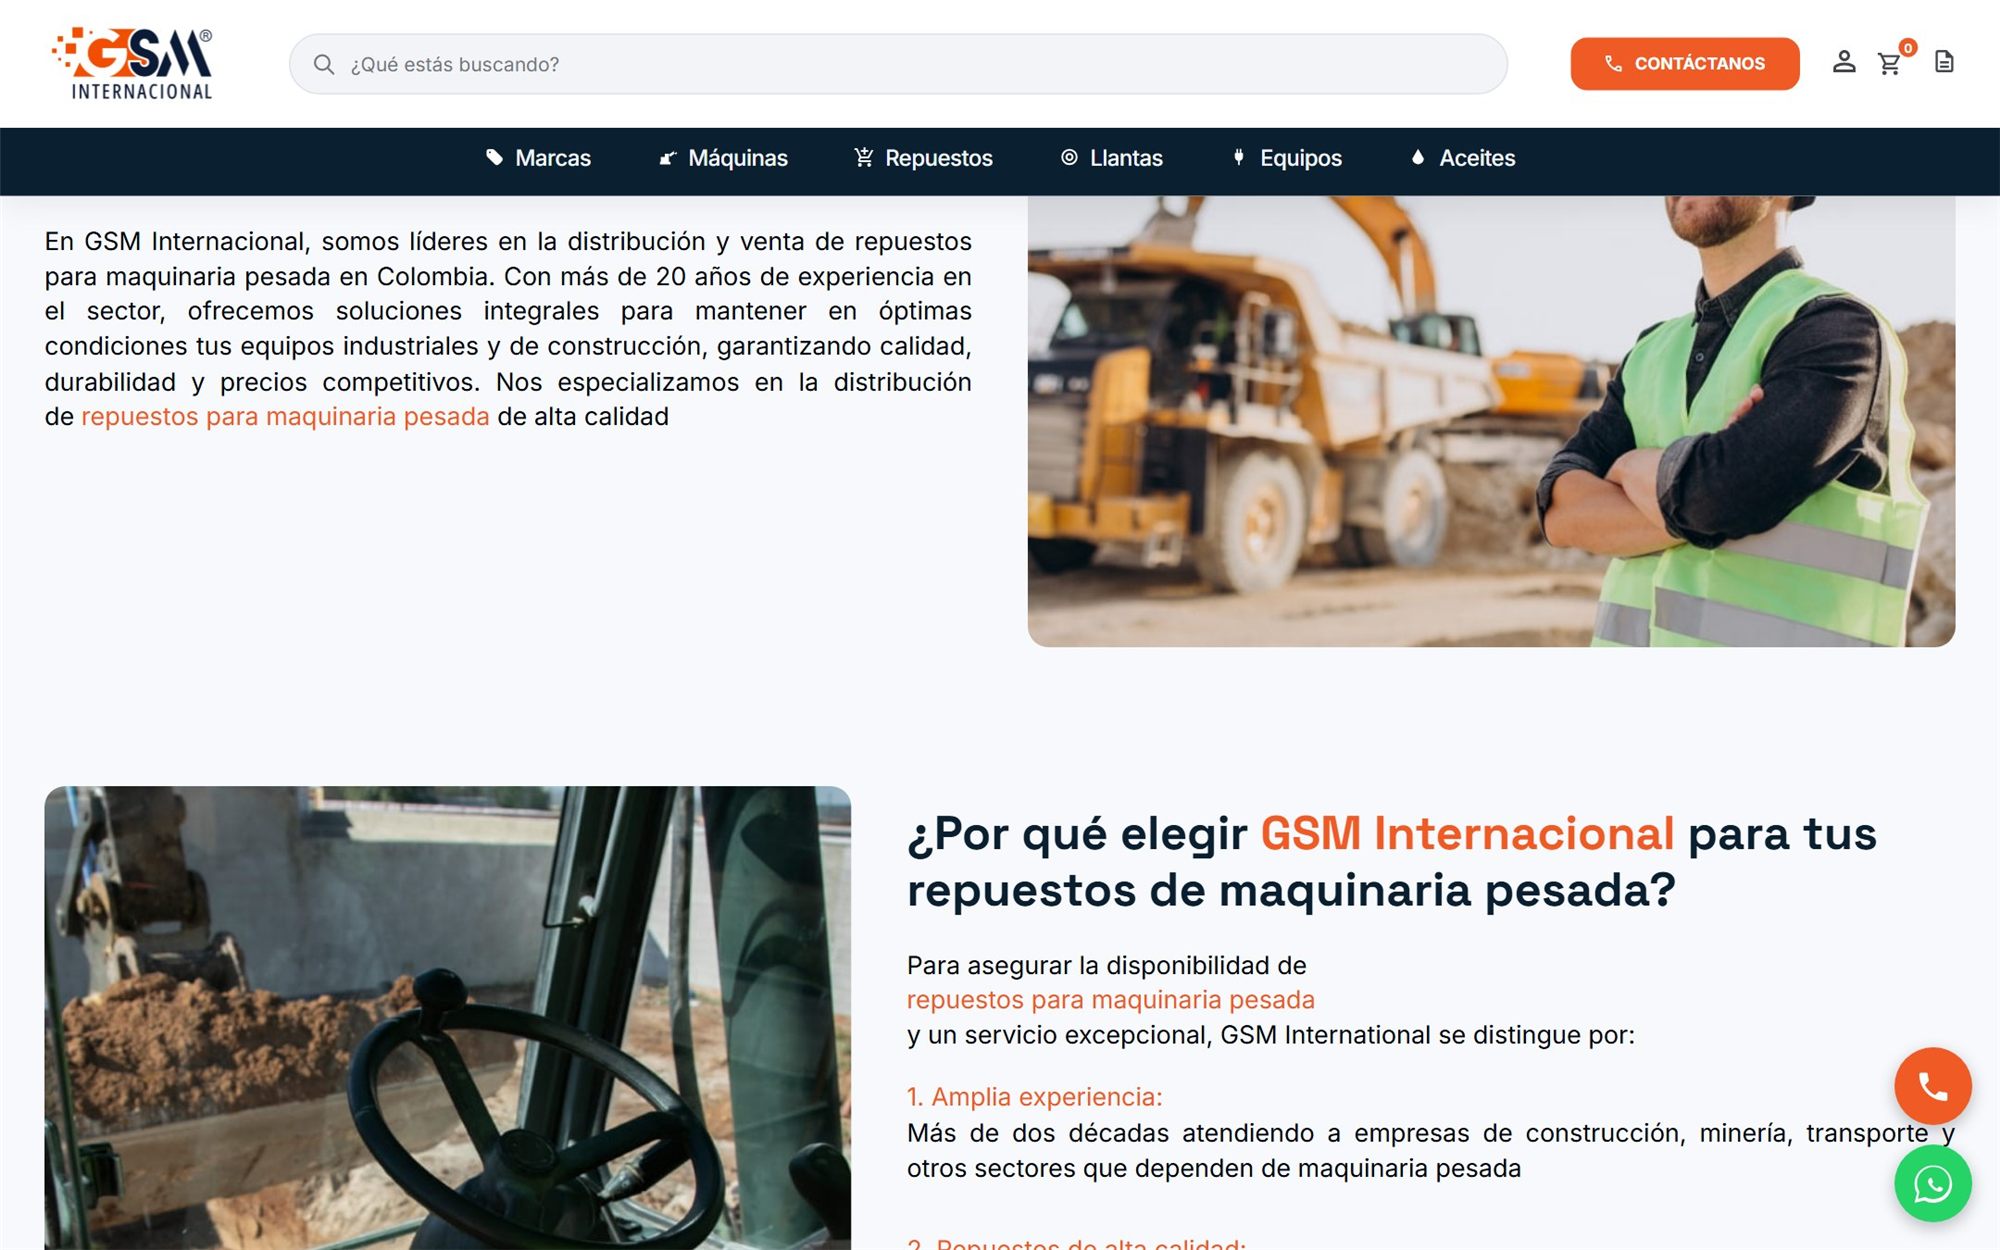 GSM®
INTERNACIONAL
¿Qué estás buscando?
CONTÁCTANOS
0
Marcas
Máquinas
Repuestos
Llantas
Equipos
Aceites
En GSM Internacional, somos líderes en la distribución y venta de repuestos
para maquinaria pesada en Colombia. Con más de 20 años de experiencia en
el sector, ofrecemos soluciones integrales para mantener en óptimas
condiciones tus equipos industriales y de construcción, garantizando calidad,
durabilidad y precios competitivos. Nos especializamos en la distribución
de repuestos para maquinaria pesada de alta calidad
¿Por qué elegir GSM Internacional para tus
repuestos de maquinaria pesada?
Para asegurar la disponibilidad de
repuestos para maquinaria pesada
y un servicio excepcional, GSM International se distingue por:
1. Amplia experiencia:
Más de dos décadas atendiendo a empresas de construcción, minería, transporte y
otros sectores que dependen de maquinaria pesada
2. Repuestos de alta calidad: